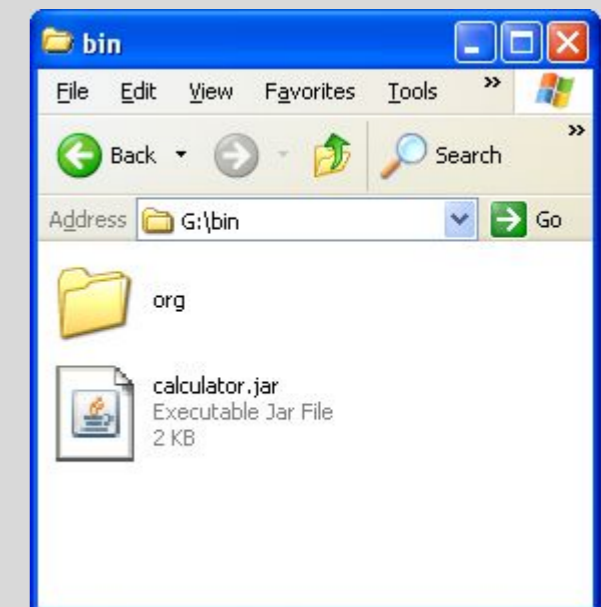 bin
File Edit View Favorites Tools »
Back Search »
Address G:\bin Go
org
calculator.jar
Executable Jar File
2 KB